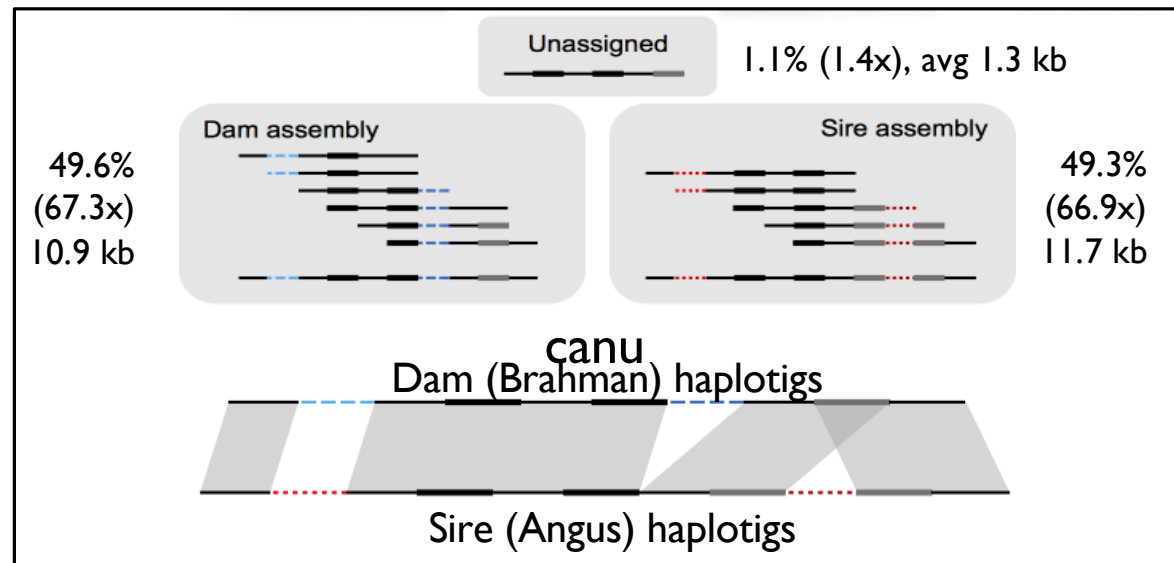 Unassigned
1.1% (1.4x), avg 1.3 kb
Dam assembly
49.6%
(67.3x)
10.9 kb
Sire assembly
49.3%
(66.9x)
11.7 kb
canu
Dam (Brahman) haplotigs
Sire (Angus) haplotigs